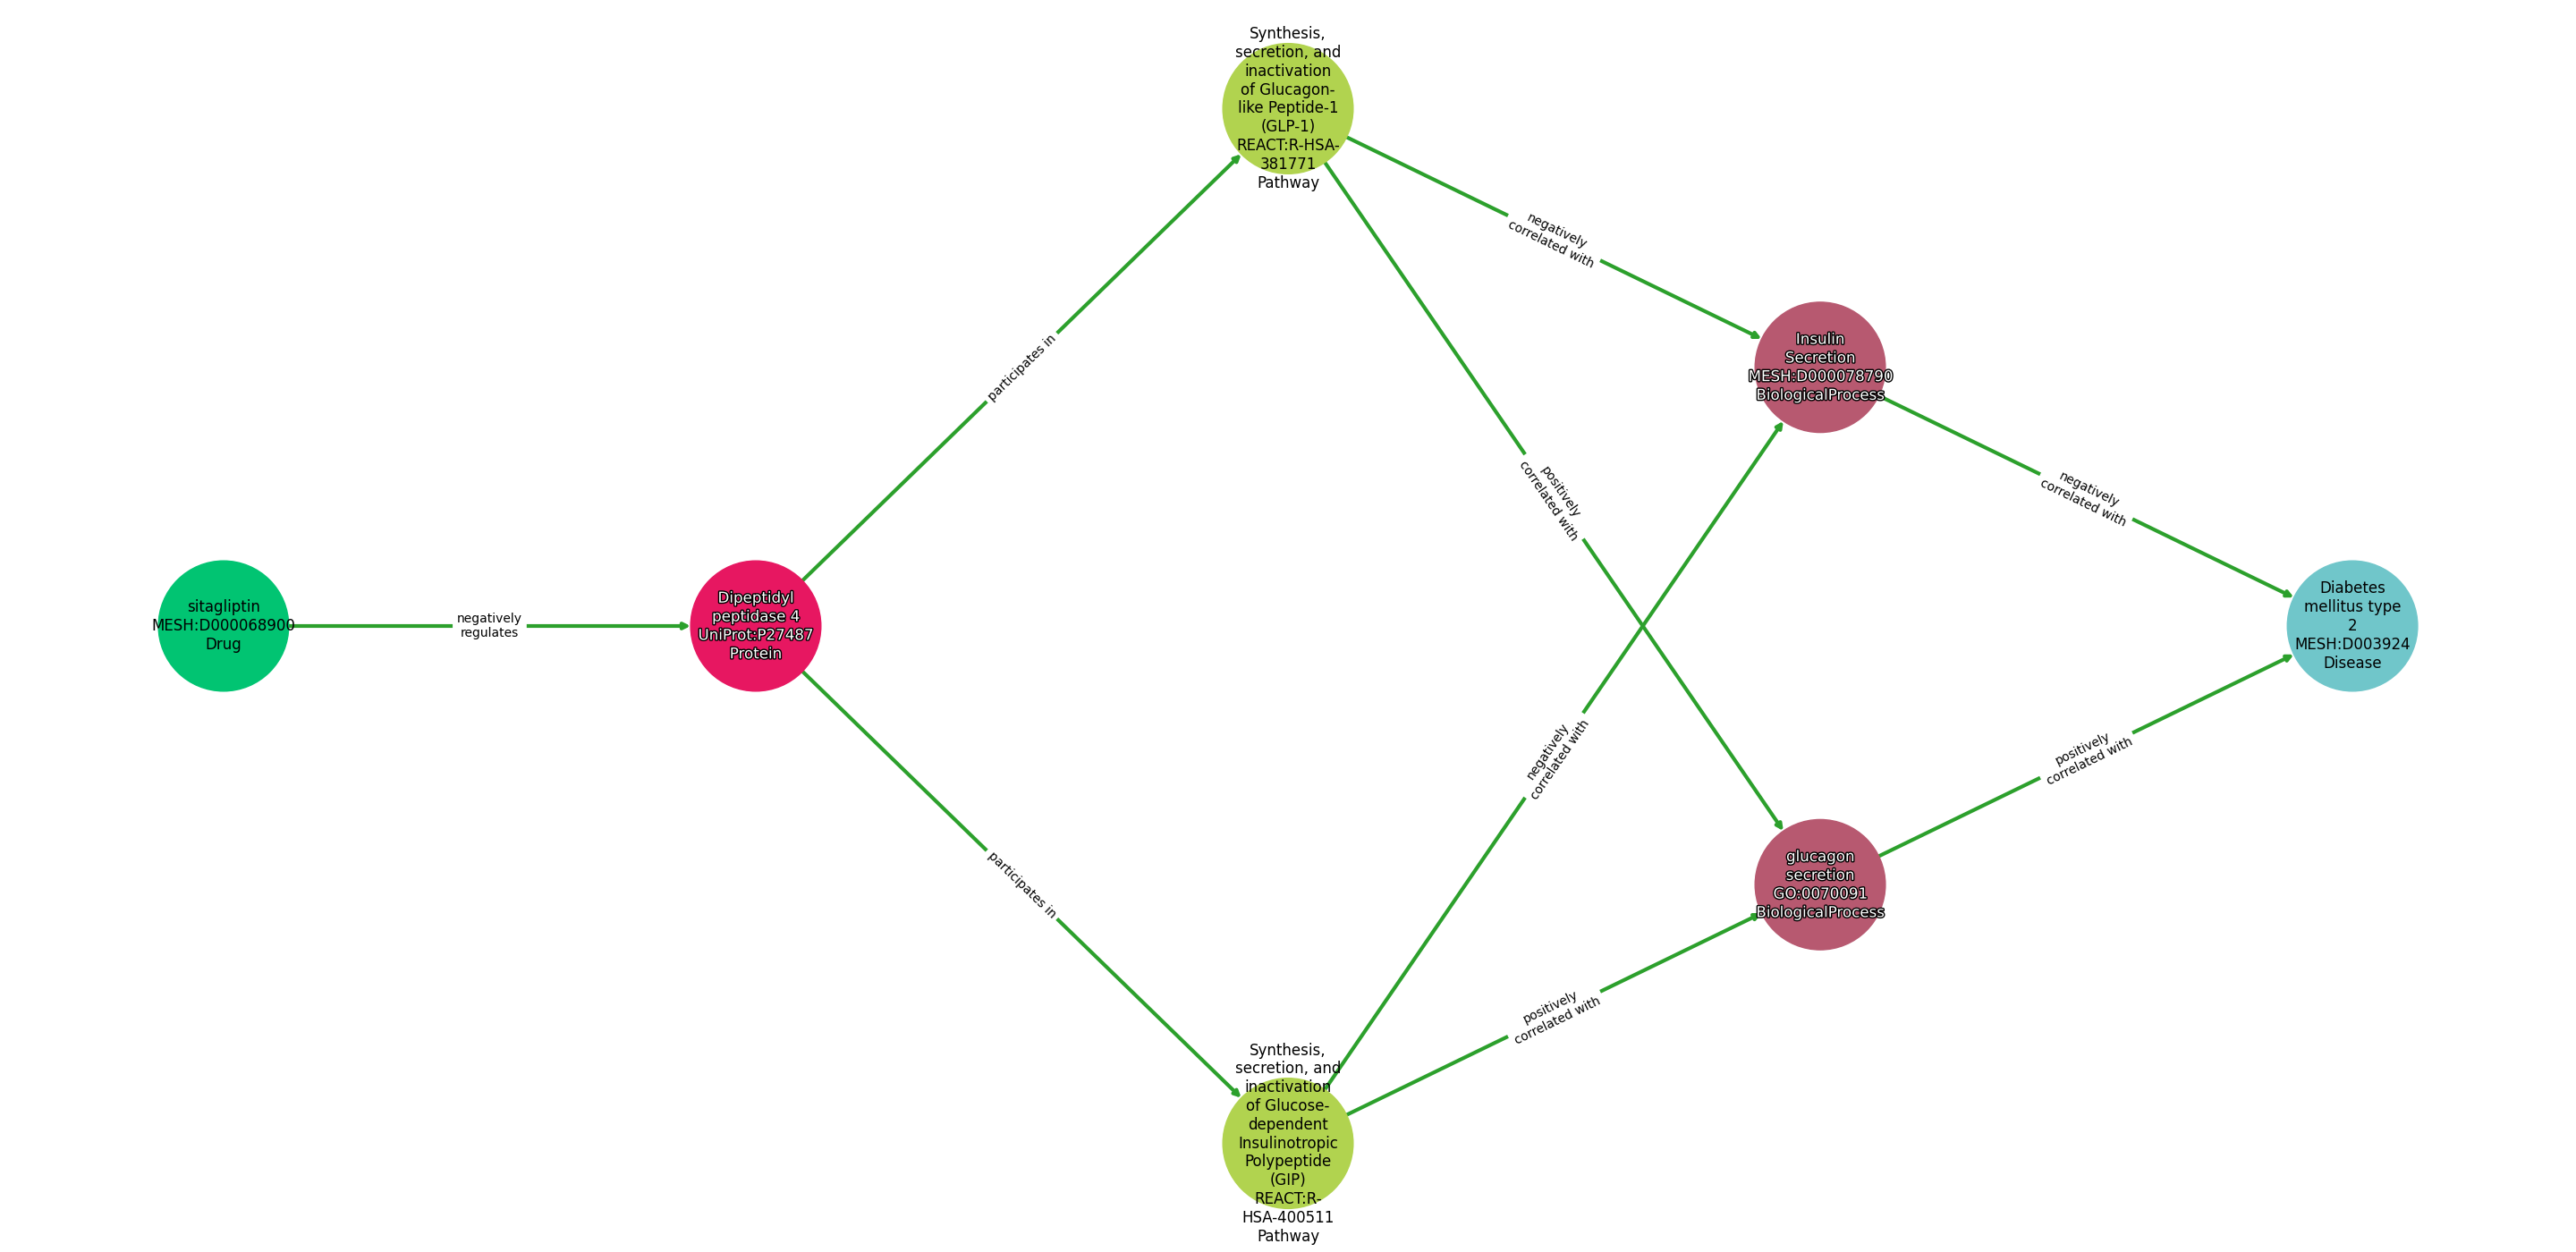 Synthesis,
secretion, and
inactivation
of Glucagon-
like Peptide-1
(GLP-1)
REACT:R-HSA-
381771
Pathway
negatively
correlated with
Insulin
Secretion
MESH:D000078790
BiologicalProcess
participates in
positively
correlated with
negatively
correlated with
sitagliptin
MESH:D000068900
Drug
negatively
regulates
Dipeptidyl
peptidase 4
UniProt:P27487
Protein
Diabetes
mellitus type
2
MESH:D003924
Disease
negatively
correlated with
positively
correlated with
participates in
glucagon
secretion
GO:0070091
BiologicalProcess
positively
correlated with
Synthesis,
secretion, and
inactivation
of Glucose-
dependent
Insulinotropic
Polypeptide
(GIP)
REACT:R-
HSA-400511
Pathway